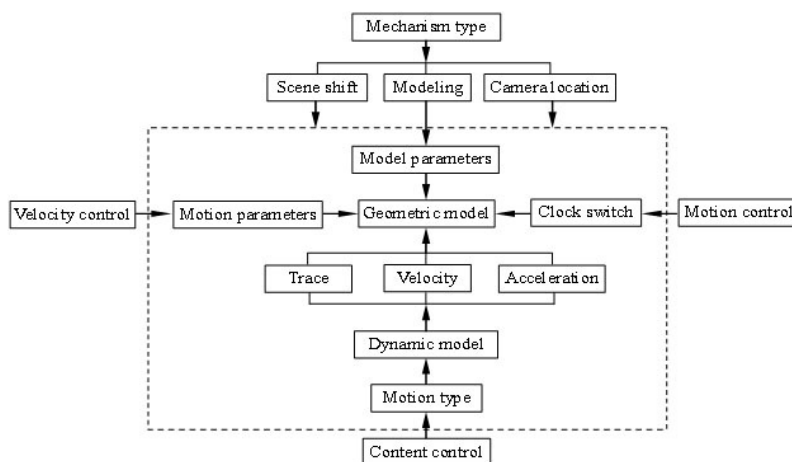 Mechanism type
Scene shift Modeling Camera location
Model parameters
Velocity control Motion parameters Geometric model Clock switch Motion control
Trace Velocity Acceleration
Dynamic model
Motion type
Content control